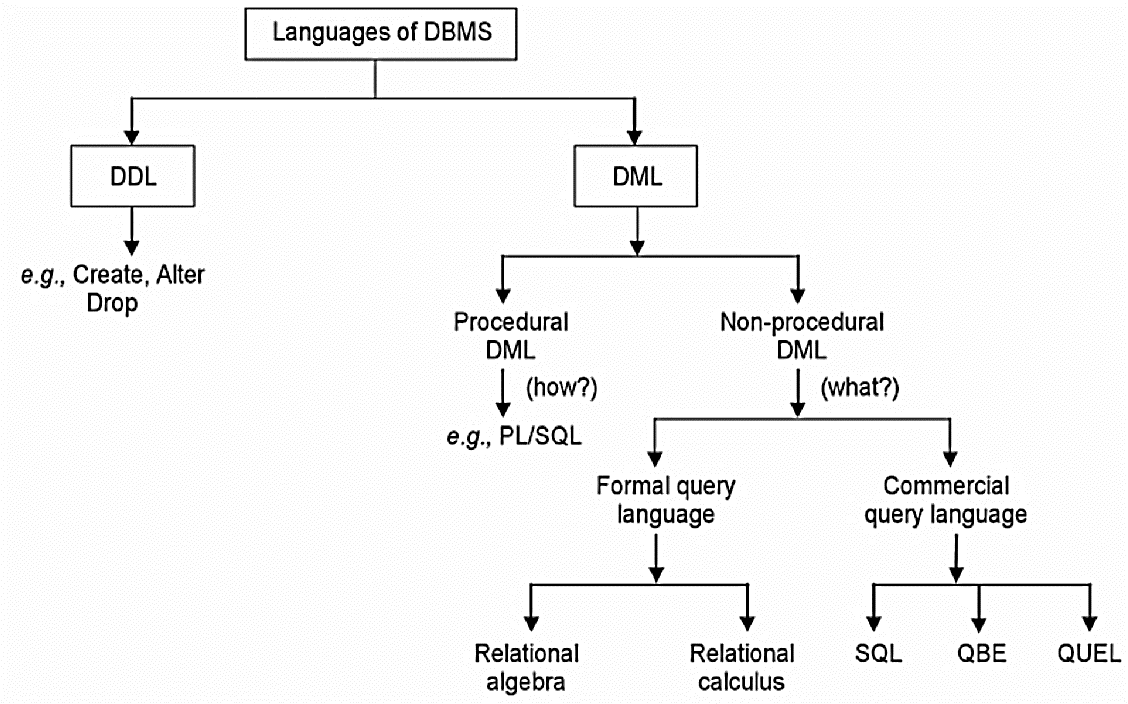 Languages of DBMS
DDL
DML
e.g., Create, Alter
Drop
Procedural
DML
Non-procedural
DML
(how?)
(what?)
e.g., PL/SQL
Formal query
language
Commercial
query language
Relational
algebra
Relational
calculus
SQL
QBE
QUEL